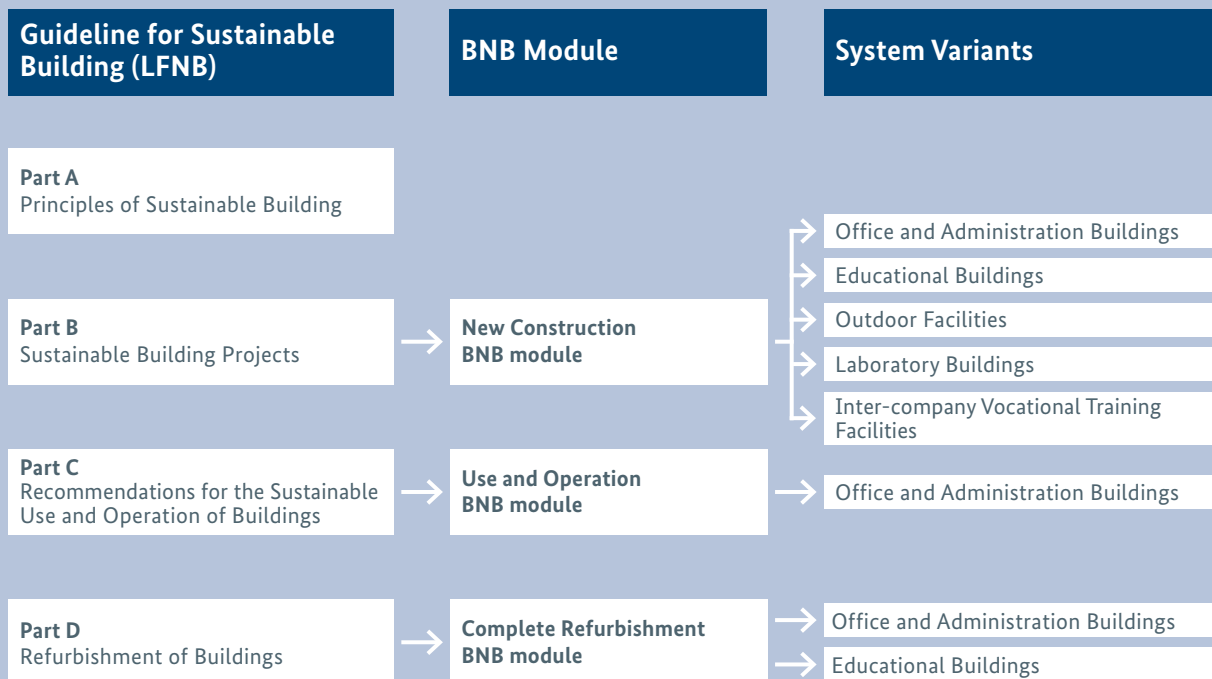 Guideline for Sustainable
Building (LFNB)
BNB Module
System Variants
Part A
Principles of Sustainable Building
Part B
Sustainable Building Projects
New Construction
BNB module
Office and Administration Buildings
Educational Buildings
Outdoor Facilities
Laboratory Buildings
Inter-company Vocational Training
Facilities
Part C
Recommendations for the Sustainable
Use and Operation of Buildings
Use and Operation
BNB module
Office and Administration Buildings
Part D
Refurbishment of Buildings
Complete Refurbishment
BNB module
Office and Administration Buildings
Educational Buildings